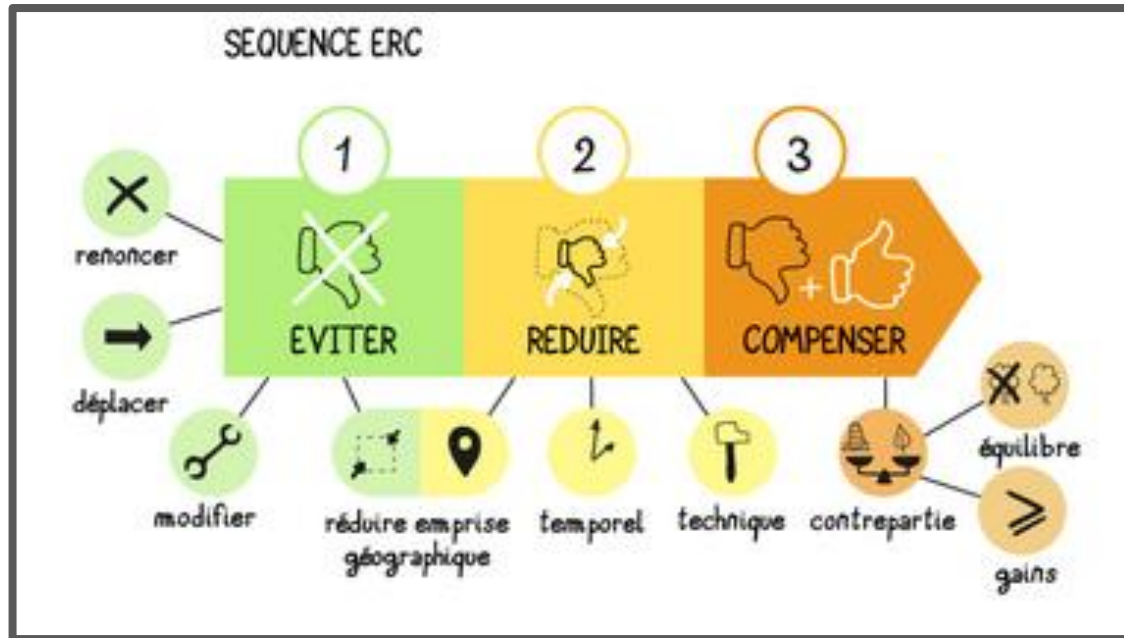 SEQUENCE ERC
1
2
3
EVITER
REDUIRE
COMPENSER
renoncer
déplacer
modifier
réduire emprise
géographique
temporel
technique
contrepartie
équilibre
gains